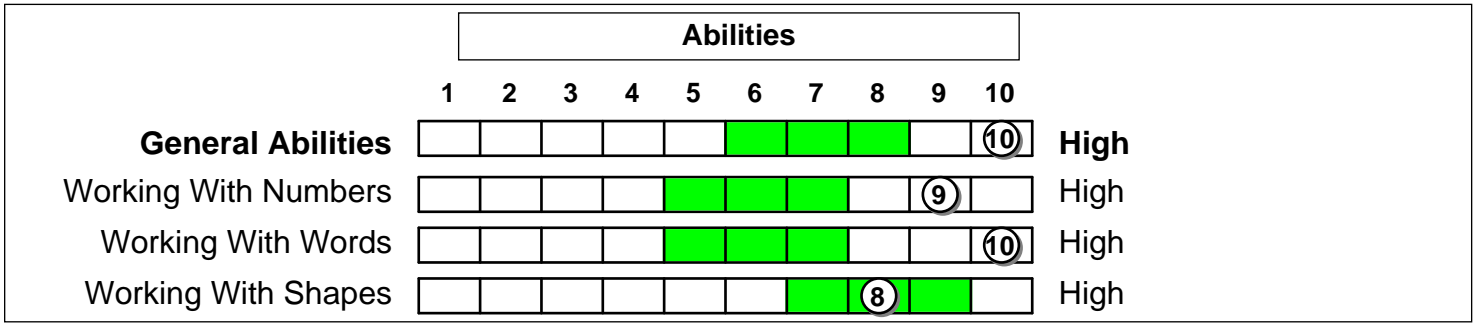 Abilities
1 2 3 4 5 6 7 8 9 10
General Abilities 10 High
Working With Numbers 9 High
Working With Words 10 High
Working With Shapes 8 High